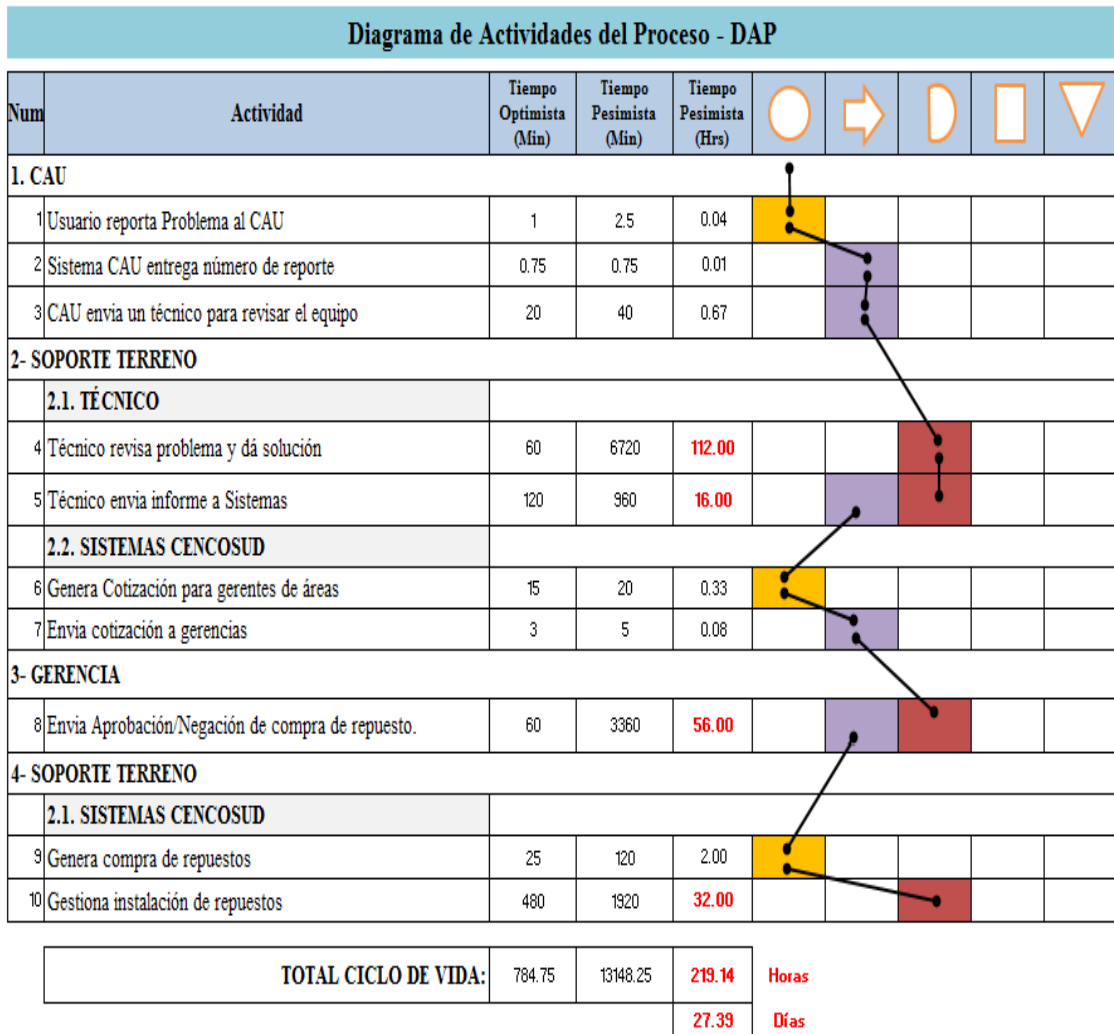 Diagrama de Actividades del Proceso - DAP
Num Actividad Tiempo Optimista (Min) Tiempo Pesimista (Min) Tiempo Pesimista (Hrs)
1. CAU
1 Usuario reporta Problema al CAU 1 2.5 0.04
2 Sistema CAU entrega número de reporte 0.75 0.75 0.01
3 CAU envia un técnico para revisar el equipo 20 40 0.67
2- SOPORTE TERRENO
2.1. TÉCNICO
4 Técnico revisa problema y dá solución 60 6720 112.00
5 Técnico envia informe a Sistemas 120 960 16.00
2.2. SISTEMAS CENCOSUD
6 Genera Cotización para gerentes de áreas 15 20 0.33
7 Envia cotización a gerencias 3 5 0.08
3- GERENCIA
8 Envia Aprobación/Negación de compra de repuesto. 60 3360 56.00
4- SOPORTE TERRENO
2.1. SISTEMAS CENCOSUD
9 Genera compra de repuestos 25 120 2.00
10 Gestiona instalación de repuestos 480 1920 32.00
TOTAL CICLO DE VIDA: 784.75 13148.25 219.14 Horas
27.39 Días